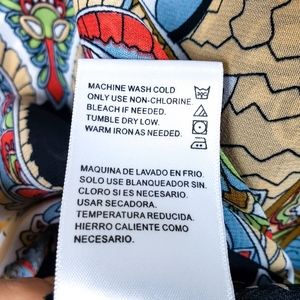 MACHINE WASH COLD
ONLY USE NON-CHLORINE.
BLEACH IF NEEDED.
TUMBLE DRY LOW.
WARM IRON AS NEEDED.
MAQUINA DE LAVADO EN FRIO.
SOLO USE BLANQUEADOR SIN.
CLORO SI ES NECESARIO.
USAR SECADORA.
TEMPERATURA REDUCIDA.
HIERRO CALIENTE COMO
NECESARIO.